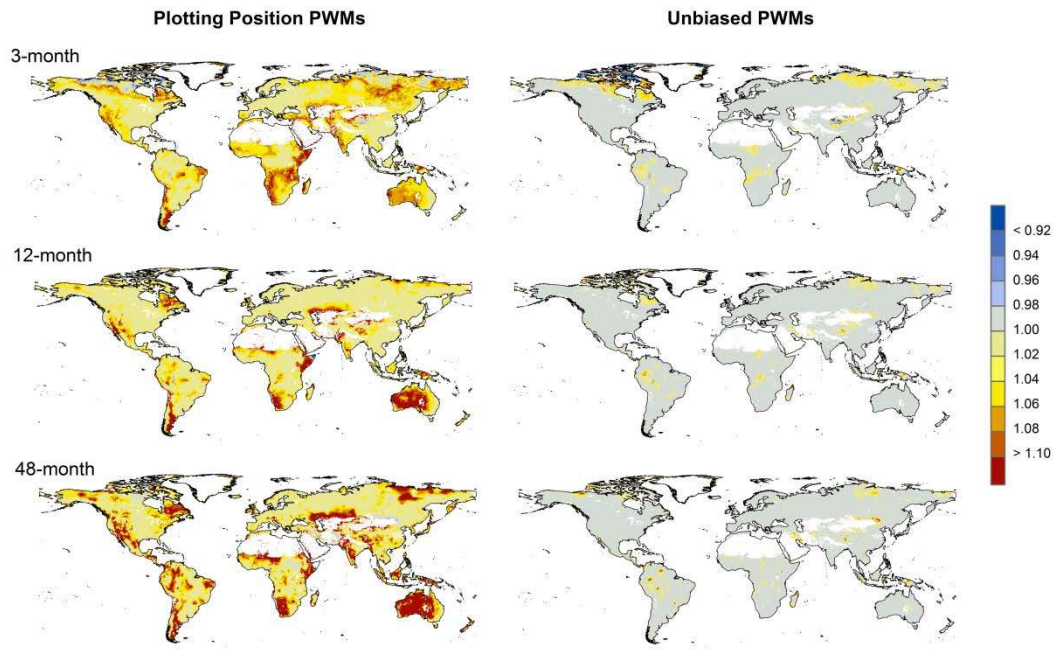 Plotting Position PWMs
Unbiased PWMs
3-month
12-month
48-month
< 0.92
0.94
0.96
0.98
1.00
1.02
1.04
1.06
1.08
> 1.10